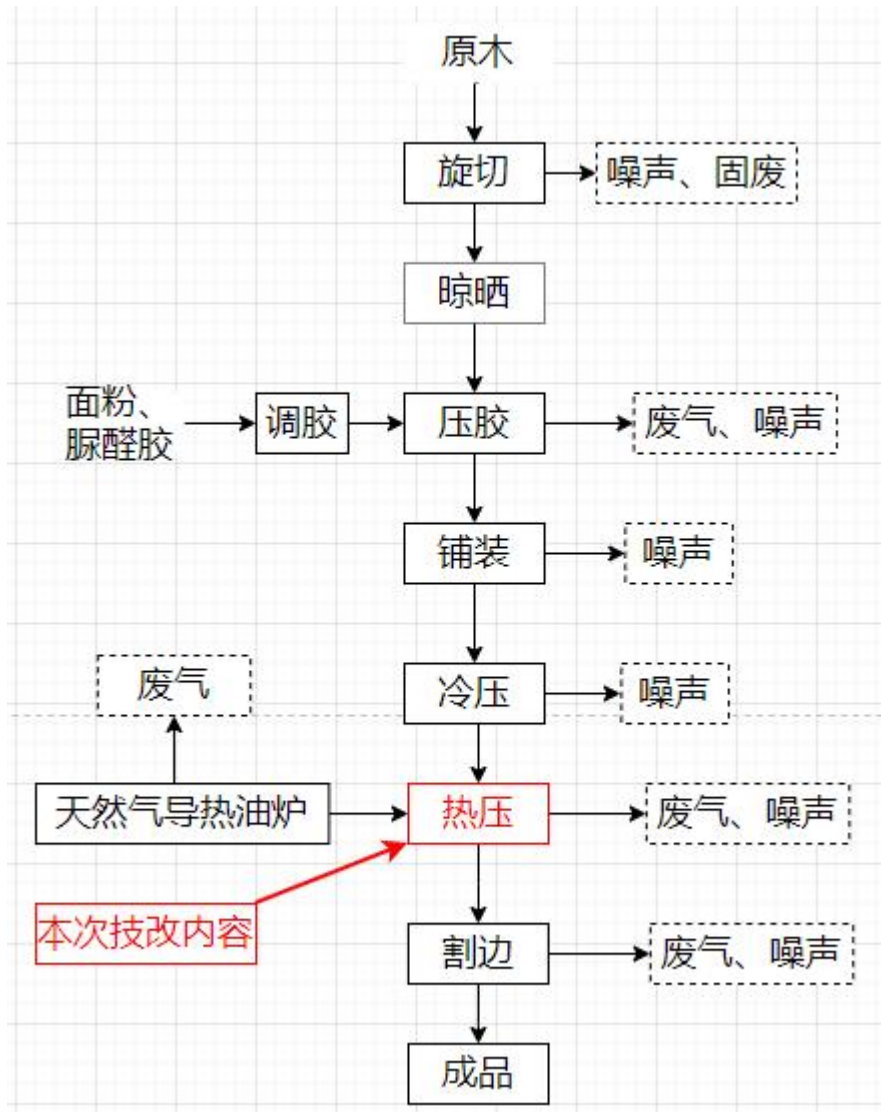 原木
旋切
噪声、固废
晾晒
面粉、
脲醛胶
调胶
压胶
废气、噪声
铺装
噪声
废气
冷压
噪声
天然气导热油炉
热压
废气、噪声
本次技改内容
割边
废气、噪声
成品